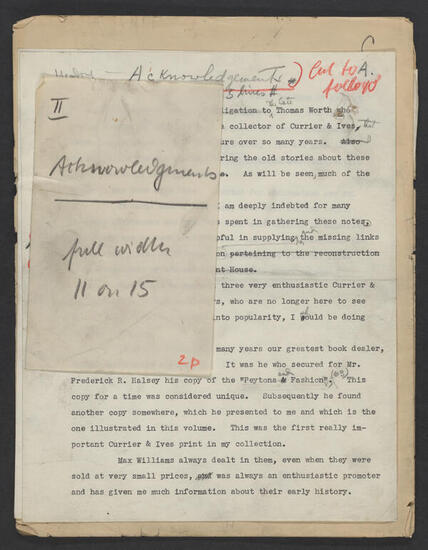 Acknowledgements
Cut to A.
follows
3 lines #
late
ligation to Thomas Worth who
e collector of Currier & Ives, that
ure over so many years. Also
ring the old stories about these
e. As will be seen, much of the
am deeply indebted for many
s spent in gathering these notes,
pful in supplying the missing links
on pertaining to the reconstruction
nt House.
three very enthusiastic Currier &
rs, who are no longer here to see
into popularity, I would be doing
many years our greatest book dealer,
It was he who secured for Mr.
Frederick R. Halsey his copy of the "Peytona & Fashion". This
copy for a time was considered unique. Subsequently he found
another copy somewhere, which he presented to me and which is the
one illustrated in this volume. This was the first really im-
portant Currier & Ives print in my collection.
Max Williams always dealt in them, even when they were
sold at very small prices, was always an enthusiastic promoter
and has given me much information about their early history.
II
Acknowledgments
full width
11 on 15
2p